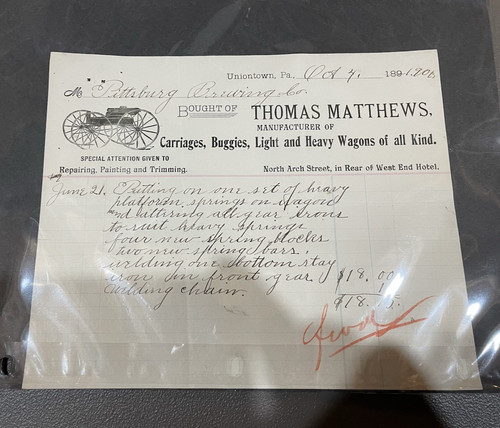 Uniontown, Pa., Oct 4. 189 1900
M Pittsburg Brewing Co.
BOUGHT OF THOMAS MATTHEWS,
MANUFACTURER OF
Carriages, Buggies, Light and Heavy Wagons of all Kind.
SPECIAL ATTENTION GIVEN TO
Repairing, Painting and Trimming.
North Arch Street, in Rear of West End Hotel.
June 21. Putting on one set of heavy
platform springs on wagon
and altering all gear irons
to suit heavy springs
four new spring blocks
two new spring bars.
welding one bottom stay
iron on front gear. $18.00
Welding chain.
$18.15